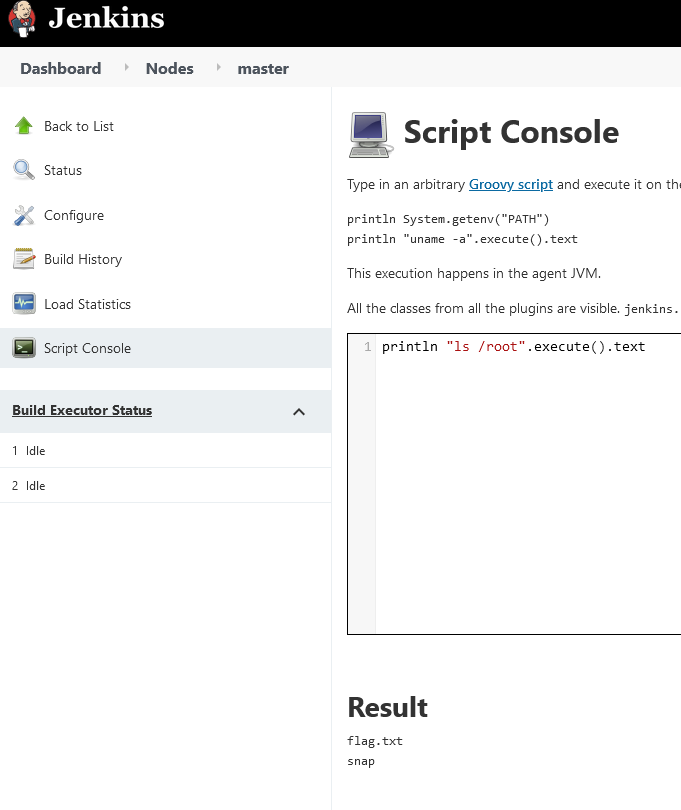 Jenkins
Dashboard Nodes master
Back to List
Status
Configure
Build History
Load Statistics
Script Console
Build Executor Status
1 Idle
2 Idle
Script Console
Type in an arbitrary Groovy script and execute it on the
println System.getenv("PATH")
println "uname -a".execute().text
This execution happens in the agent JVM.
All the classes from all the plugins are visible. jenkins.
1 println "ls /root".execute().text
Result
flag.txt
snap